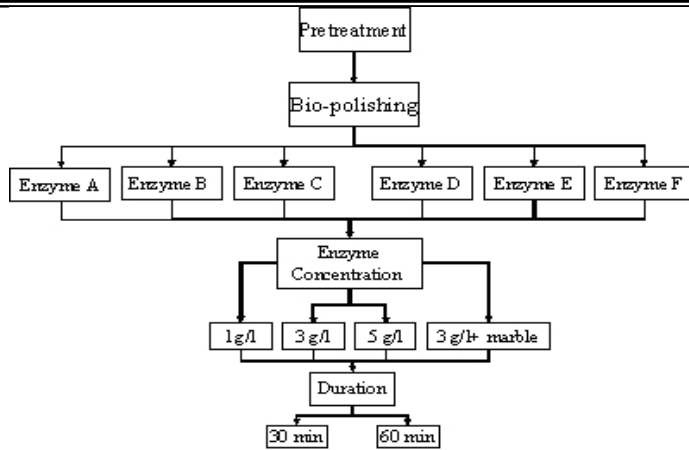 Pretreatment
Bio-polishing
Enzyme A
Enzyme B
Enzyme C
Enzyme D
Enzyme E
Enzyme F
Enzyme
Concentration
1g/l
3 g/l
5 g/l
3 g/l+ marble
Duration
30 min
60 min